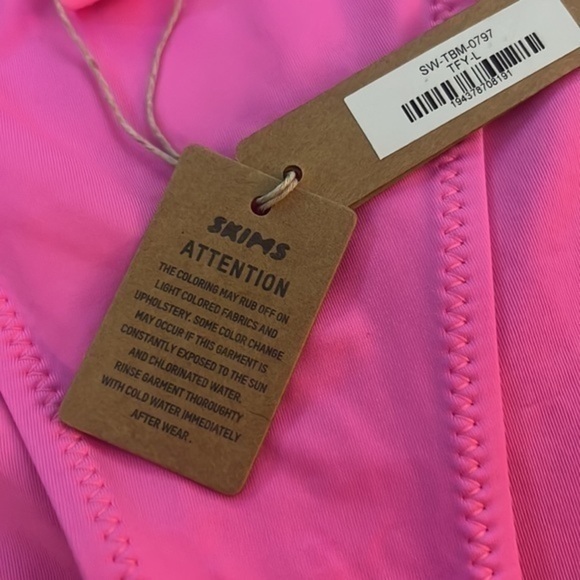 SW-TBM-0797
TFY-L
194378708191
SKIMS
ATTENTION
THE COLORING MAY RUB OFF ON
LIGHT COLORED FABRICS AND
UPHOLSTERY. SOME COLOR CHANGE
MAY OCCUR IF THIS GARMENT IS
CONSTANTLY EXPOSED TO THE SUN
AND CHLORINATED WATER.
RINSE GARMENT THOROUGHTY
WITH COLD WATER IMMEDIATELY
AFTER WEAR.